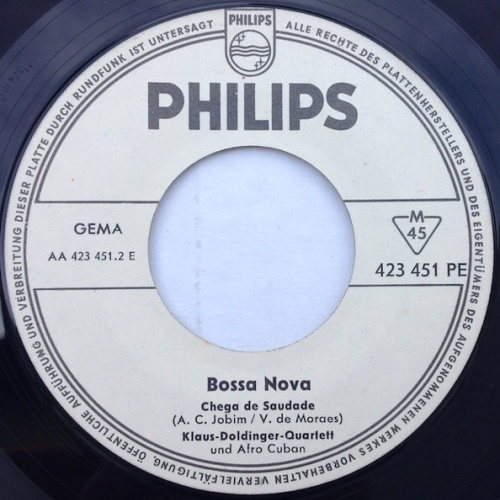 PHILIPS
PHILIPS
ALLE RECHTE DES PLATTENHERSTELLERS UND DES EIGENTÜMERS DES AUFGENOMMENEN WERKES VORBEHALTEN VERVIELFÄLTIGUNG, ÖFFENTLICHE AUFFÜHRUNG UND VERBREITUNG DIESER PLATTE DURCH RUNDFUNK IST UNTERSAGT
GEMA
AA 423 451.2 E
M
45
423 451 PE
Bossa Nova
Chega de Saudade
(A. C. Jobim / V. de Moraes)
Klaus-Doldinger-Quartett
und Afro Cuban